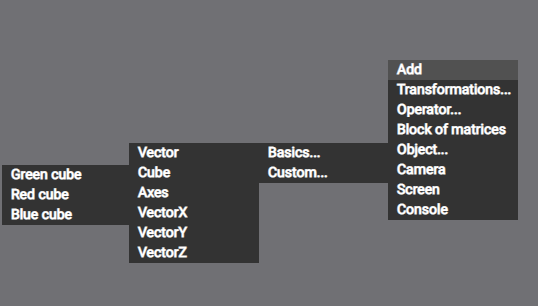 Add
Transformations...
Operator...
Block of matrices
Object...
Camera
Screen
Console
Basics...
Custom...
Vector
Cube
Axes
VectorX
VectorY
VectorZ
Green cube
Red cube
Blue cube